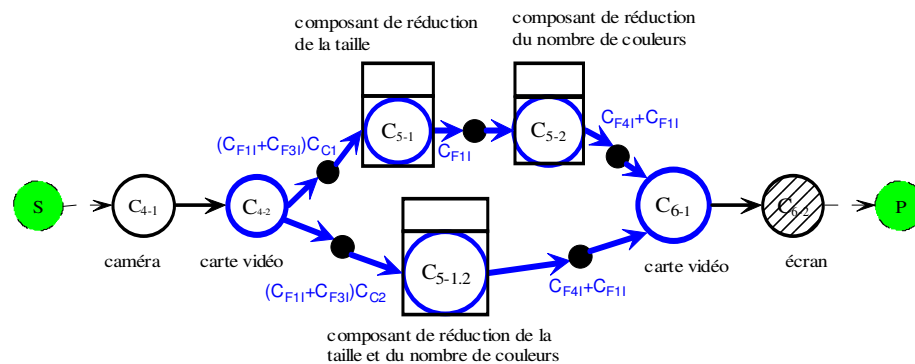 composant de réduction
de la taille
composant de réduction
du nombre de couleurs
C5-1
C5-2
(CF1I+CF3I)CC1
CF1I
CF4I+CF1I
S
C4-1
C4-2
C6-1
C6-2
P
caméra
carte vidéo
C5-1.2
carte vidéo
écran
(CF1I+CF3I)CC2
CF4I+CF1I
composant de réduction de la
taille et du nombre de couleurs